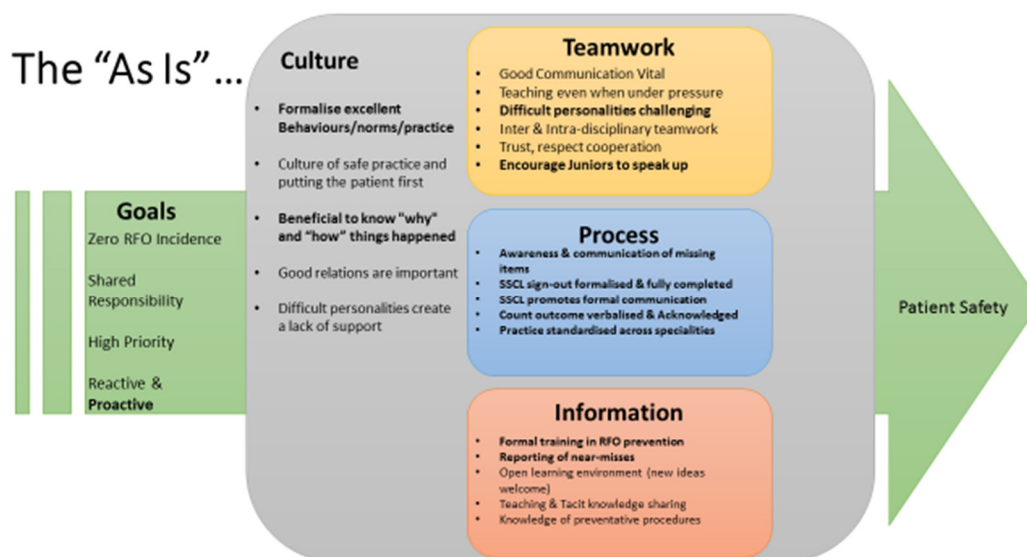 The "As Is"...
Goals
Zero RFO Incidence
Shared
Responsibility
High Priority
Reactive &
Proactive
Culture
• Formalise excellent
Behaviours/norms/practice
• Culture of safe practice and
putting the patient first
• Beneficial to know "why"
and "how" things happened
• Good relations are important
• Difficult personalities create
a lack of support
Teamwork
• Good Communication Vital
• Teaching even when under pressure
• Difficult personalities challenging
• Inter & Intra-disciplinary teamwork
• Trust, respect cooperation
• Encourage Juniors to speak up
Process
• Awareness & communication of missing
items
• SSCL sign-out formalised & fully completed
• SSCL promotes formal communication
• Count outcome verbalised & Acknowledged
• Practice standardised across specialities
Information
• Formal training in RFO prevention
• Reporting of near-misses
• Open learning environment (new ideas
welcome)
• Teaching & Tacit knowledge sharing
• Knowledge of preventative procedures
Patient Safety